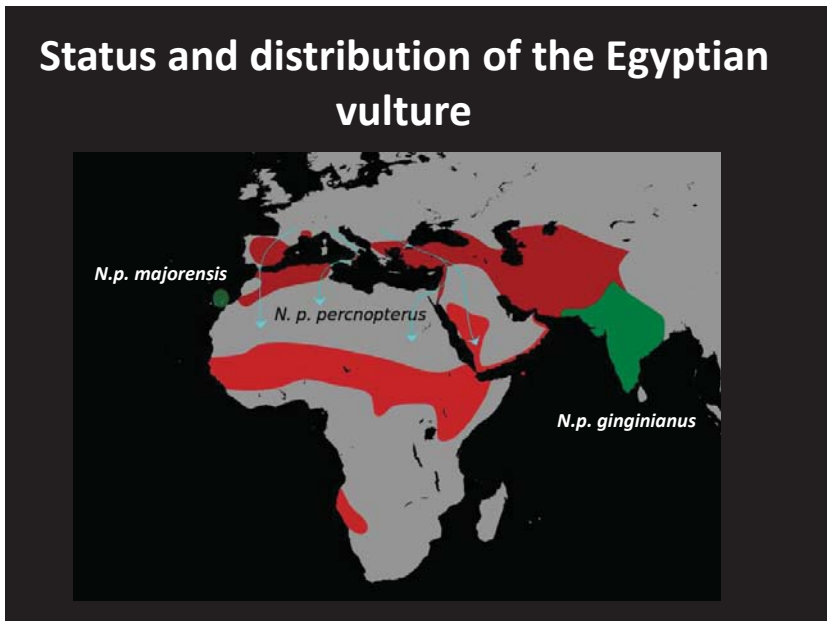 Status and distribution of the Egyptian
vulture
N.p. majorensis
N. p. percnopterus
N.p. ginginianus